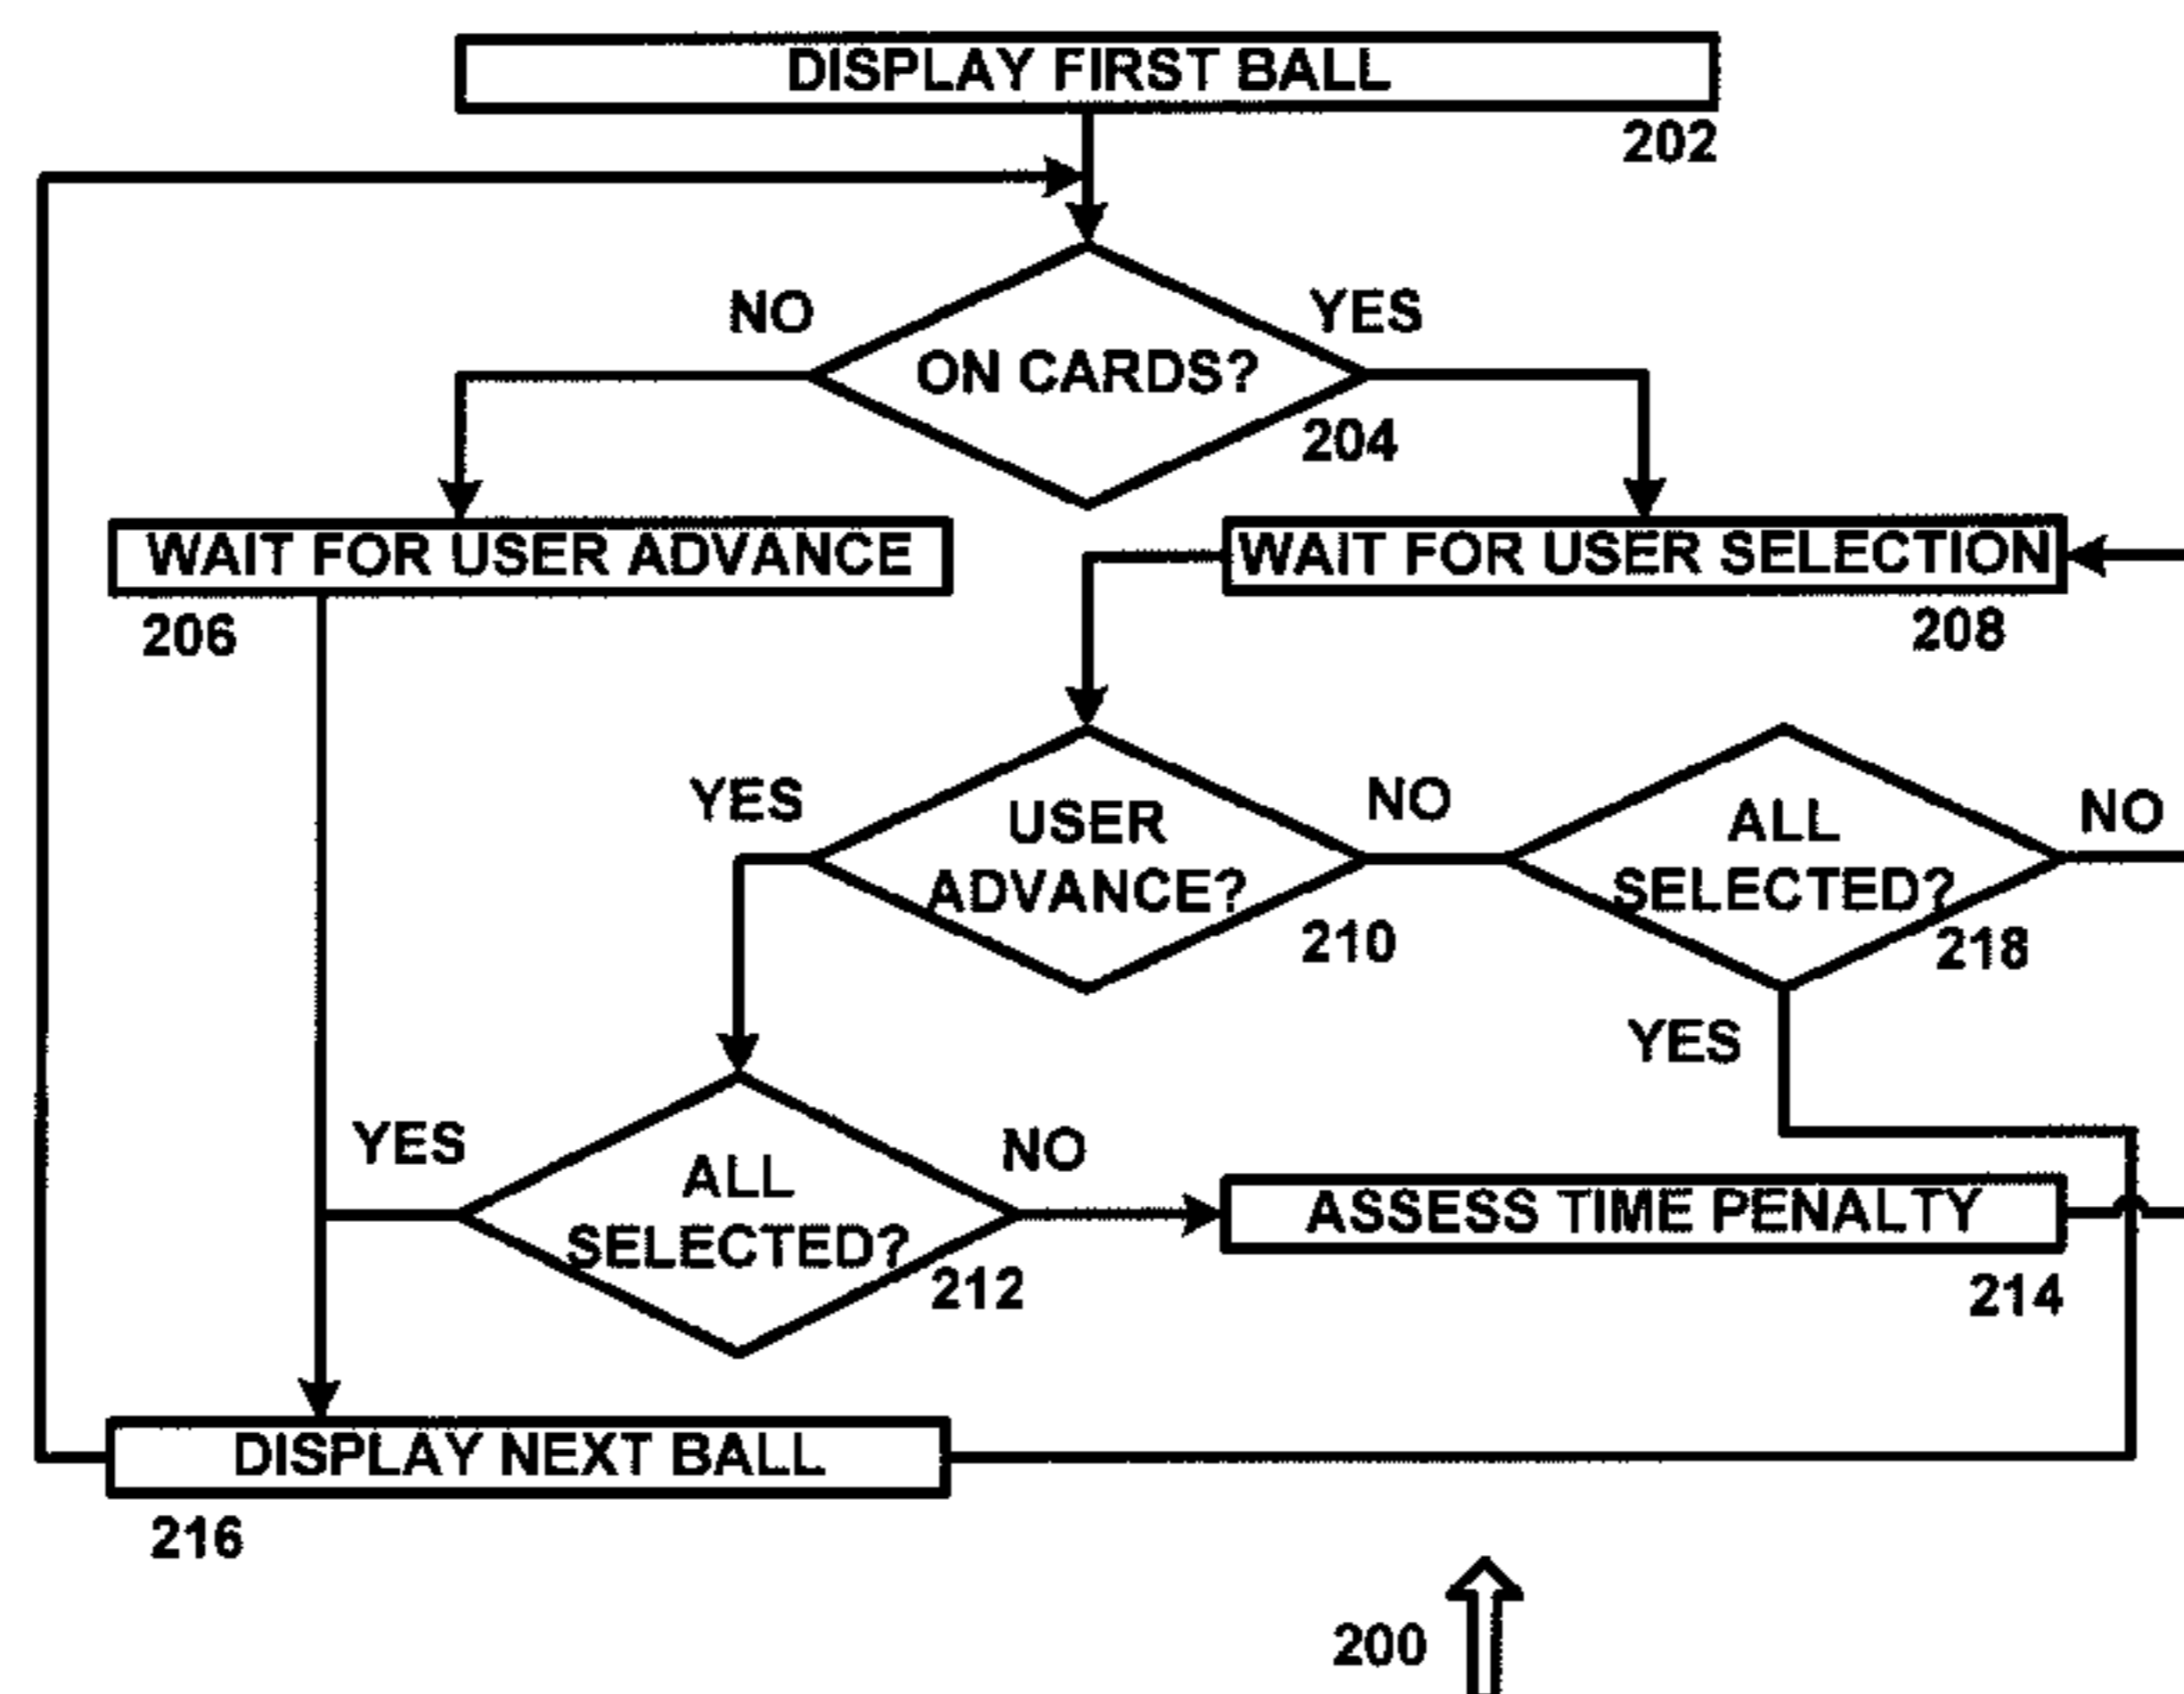 DISPLAY FIRST BALL
202
NO
YES
ON CARDS?
204
WAIT FOR USER ADVANCE
WAIT FOR USER SELECTION
206
208
YES
USER
ADVANCE?
NO
210
ALL
SELECTED?
NO
218
YES
YES
ALL
SELECTED?
NO
212
ASSESS TIME PENALTY
214
DISPLAY NEXT BALL
216
200